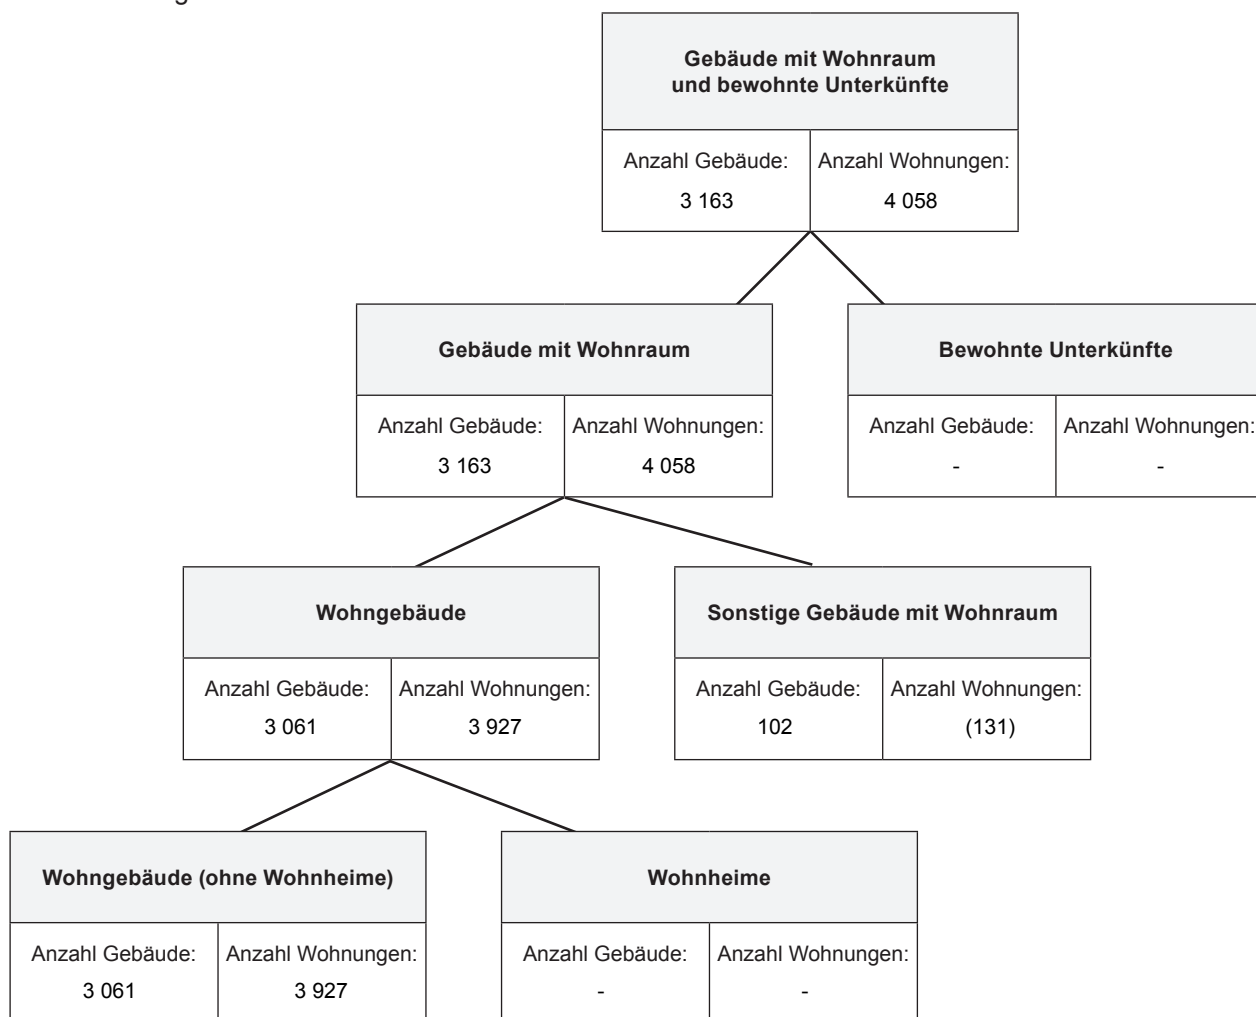 Gebäude mit Wohnraum
und bewohnte Unterkünfte
Anzahl Gebäude: Anzahl Wohnungen:
3 163 4 058
Gebäude mit Wohnraum Bewohnte Unterkünfte
Anzahl Gebäude: Anzahl Wohnungen: Anzahl Gebäude: Anzahl Wohnungen:
3 163 4 058 - -
Wohngebäude Sonstige Gebäude mit Wohnraum
Anzahl Gebäude: Anzahl Wohnungen: Anzahl Gebäude: Anzahl Wohnungen:
3 061 3 927 102 (131)
Wohngebäude (ohne Wohnheime) Wohnheime
Anzahl Gebäude: Anzahl Wohnungen: Anzahl Gebäude: Anzahl Wohnungen:
3 061 3 927 - -